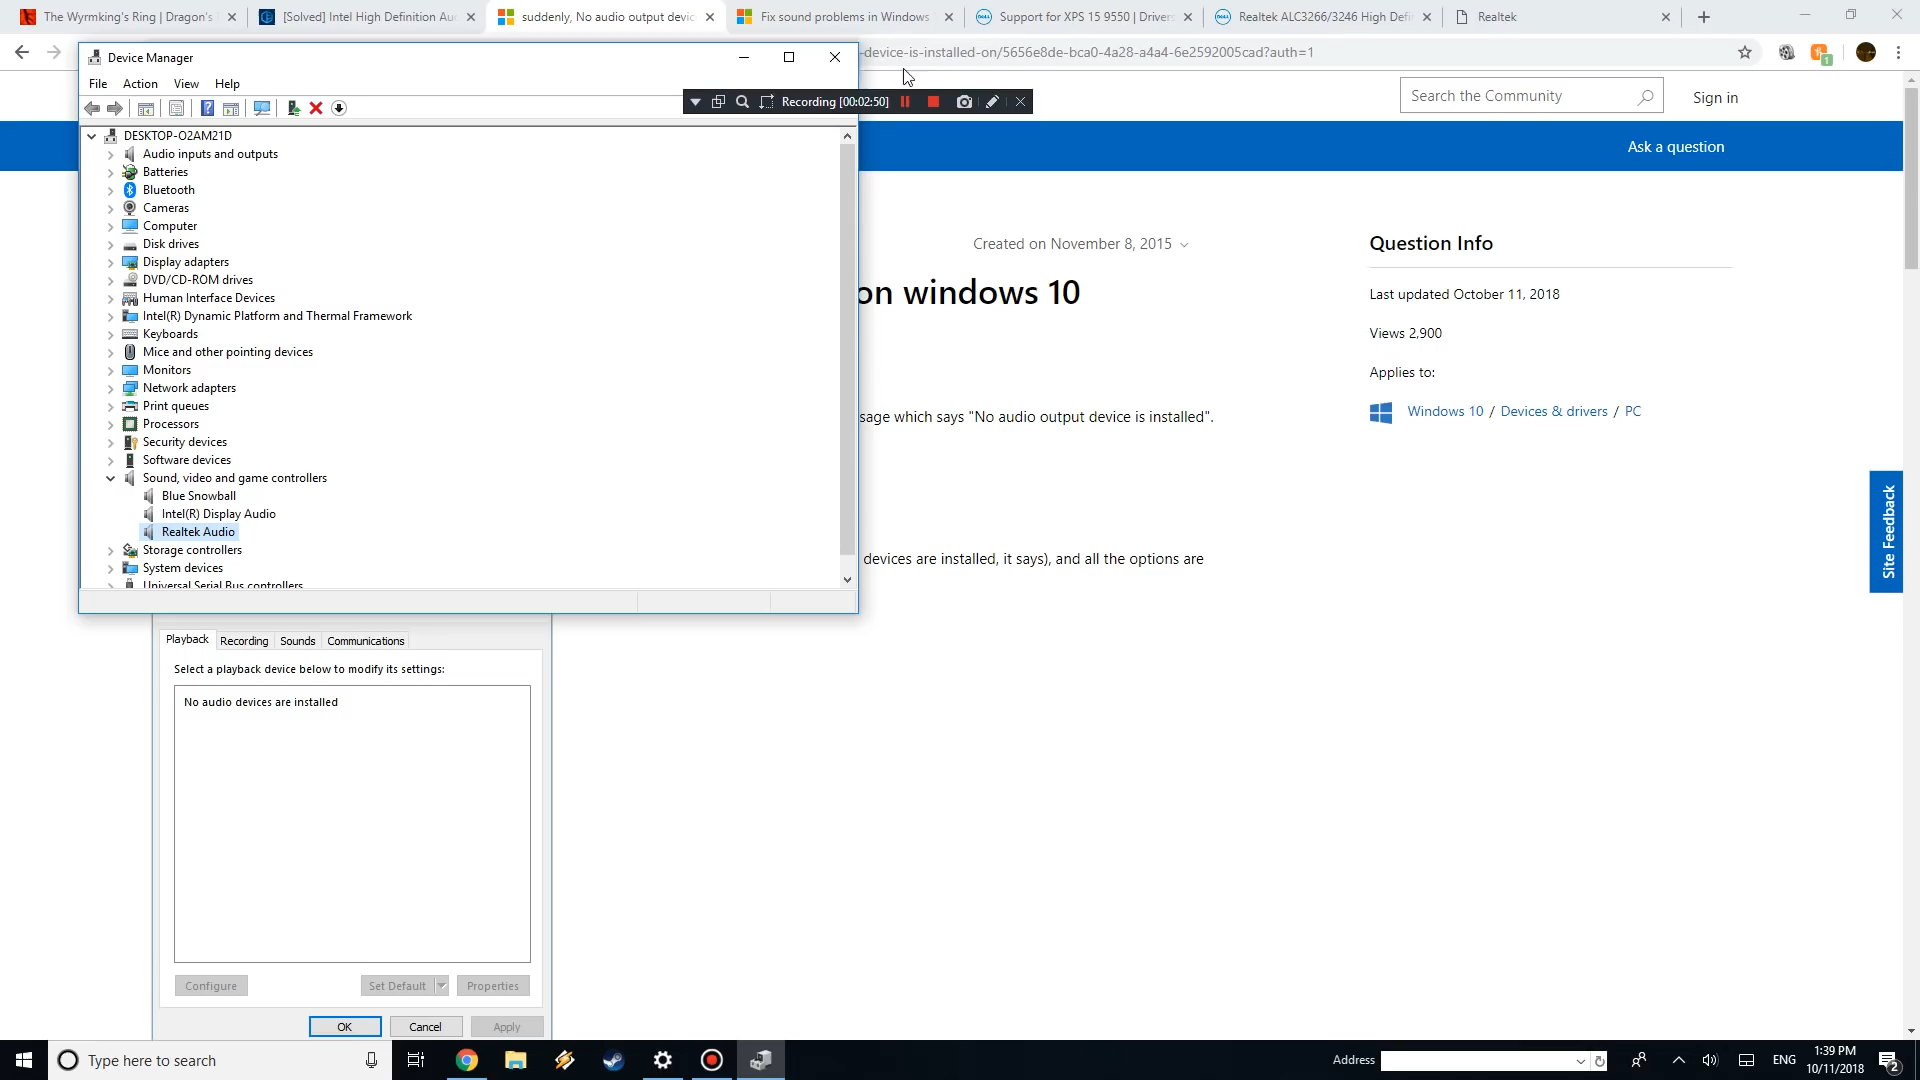 The Wyrmking's Ring | Dragon's
[Solved] Intel High Definition Au
suddenly, No audio output devic
Fix sound problems in Windows
Support for XPS 15 9550 | Drivers
Realtek ALC3266/3246 High Defi
Realtek
-device-is-installed-on/5656e8de-bca0-4a28-a4a4-6e2592005cad?auth=1
Device Manager
File Action View Help
Recording [00:02:50]
Search the Community
Sign in
Ask a question
DESKTOP-O2AM21D
Audio inputs and outputs
Batteries
Bluetooth
Cameras
Computer
Disk drives
Display adapters
DVD/CD-ROM drives
Human Interface Devices
Intel(R) Dynamic Platform and Thermal Framework
Keyboards
Mice and other pointing devices
Monitors
Network adapters
Print queues
Processors
Security devices
Software devices
Sound, video and game controllers
Blue Snowball
Intel(R) Display Audio
Realtek Audio
Storage controllers
System devices
Universal Serial Bus controllers
Created on November 8, 2015
on windows 10
sage which says "No audio output device is installed".
devices are installed, it says), and all the options are
Question Info
Last updated October 11, 2018
Views 2,900
Applies to:
Windows 10 / Devices & drivers / PC
Site Feedback
Playback Recording Sounds Communications
Select a playback device below to modify its settings:
No audio devices are installed
Configure Set Default Properties
OK Cancel Apply
Type here to search
Address
ENG
1:39 PM
10/11/2018
2
1